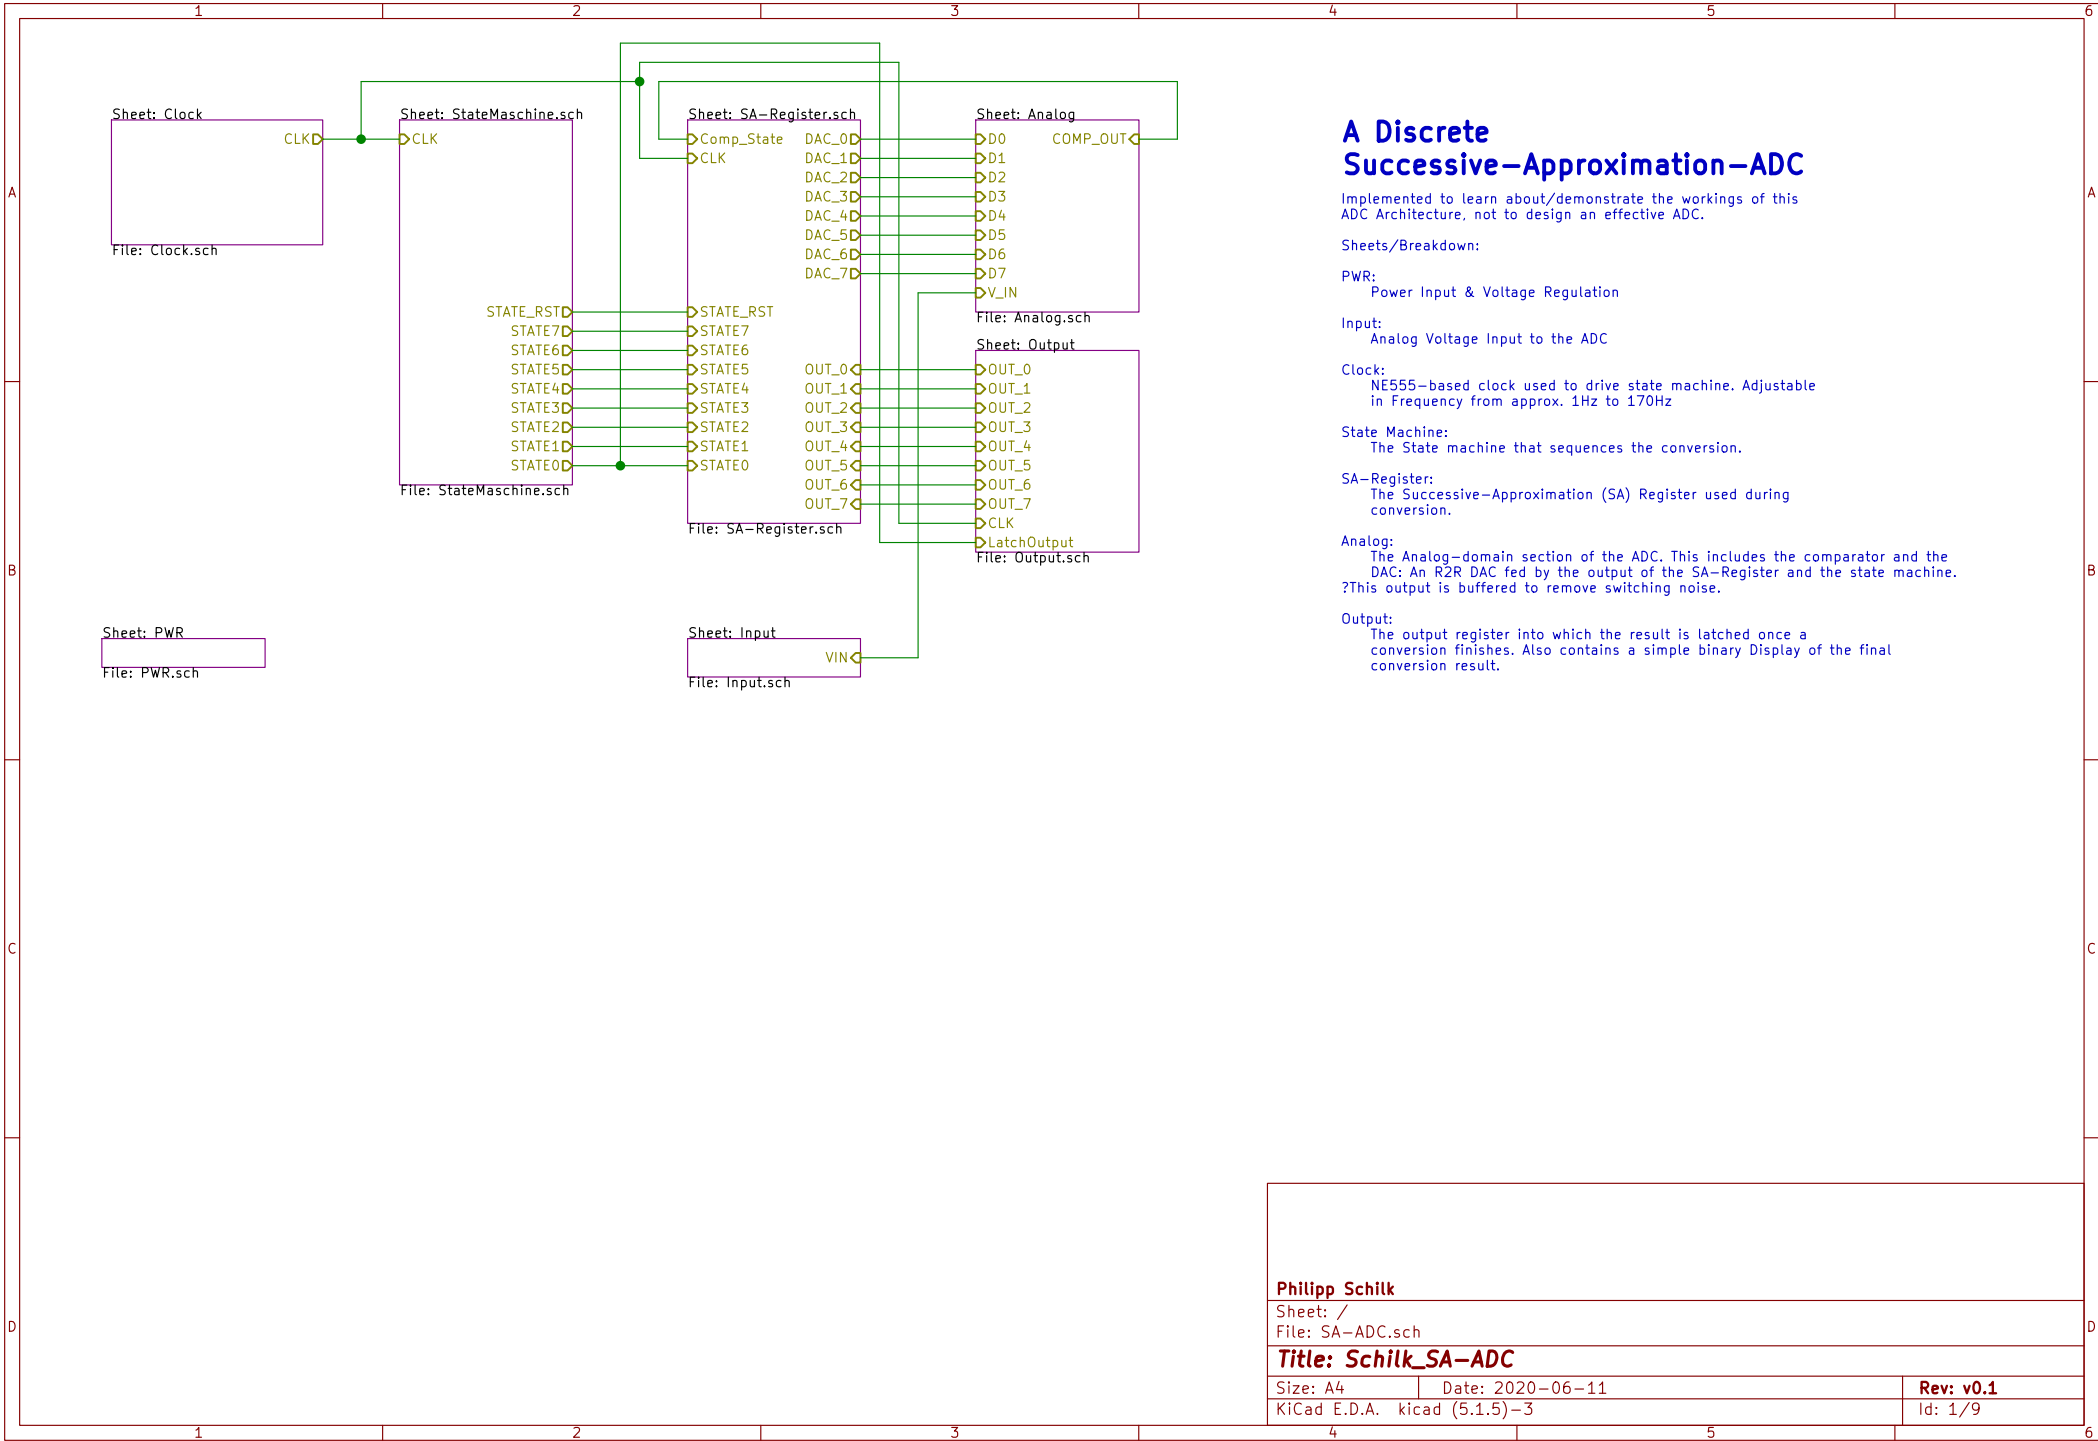 1 2 3 4 5 6
Sheet: Clock
CLK
File: Clock.sch
Sheet: StateMaschine.sch
CLK
STATE_RST
STATE7
STATE6
STATE5
STATE4
STATE3
STATE2
STATE1
STATE0
File: StateMaschine.sch
Sheet: SA-Register.sch
Comp_State DAC_0
CLK DAC_1
DAC_2
DAC_3
DAC_4
DAC_5
DAC_6
DAC_7
STATE_RST
STATE7
STATE6
STATE5 OUT_0
STATE4 OUT_1
STATE3 OUT_2
STATE2 OUT_3
STATE1 OUT_4
STATE0 OUT_5
OUT_6
OUT_7
File: SA-Register.sch
Sheet: Analog
D0 COMP_OUT
D1
D2
D3
D4
D5
D6
D7
V_IN
File: Analog.sch
Sheet: Output
OUT_0
OUT_1
OUT_2
OUT_3
OUT_4
OUT_5
OUT_6
OUT_7
CLK
LatchOutput
File: Output.sch
Sheet: PWR
File: PWR.sch
Sheet: Input
VIN
File: Input.sch
A Discrete
Successive-Approximation-ADC
Implemented to learn about/demonstrate the workings of this
ADC Architecture, not to design an effective ADC.
Sheets/Breakdown:
PWR:
Power Input & Voltage Regulation
Input:
Analog Voltage Input to the ADC
Clock:
NE555-based clock used to drive state machine. Adjustable
in Frequency from approx. 1Hz to 170Hz
State Machine:
The State machine that sequences the conversion.
SA-Register:
The Successive-Approximation (SA) Register used during
conversion.
Analog:
The Analog-domain section of the ADC. This includes the comparator and the
DAC: An R2R DAC fed by the output of the SA-Register and the state machine.
?This output is buffered to remove switching noise.
Output:
The output register into which the result is latched once a
conversion finishes. Also contains a simple binary Display of the final
conversion result.
A A
B B
C C
D D
Philipp Schilk
Sheet: /
File: SA-ADC.sch
Title: Schilk_SA-ADC
Size: A4 Date: 2020-06-11 Rev: v0.1
KiCad E.D.A. kicad (5.1.5)-3 Id: 1/9
1 2 3 4 5 6